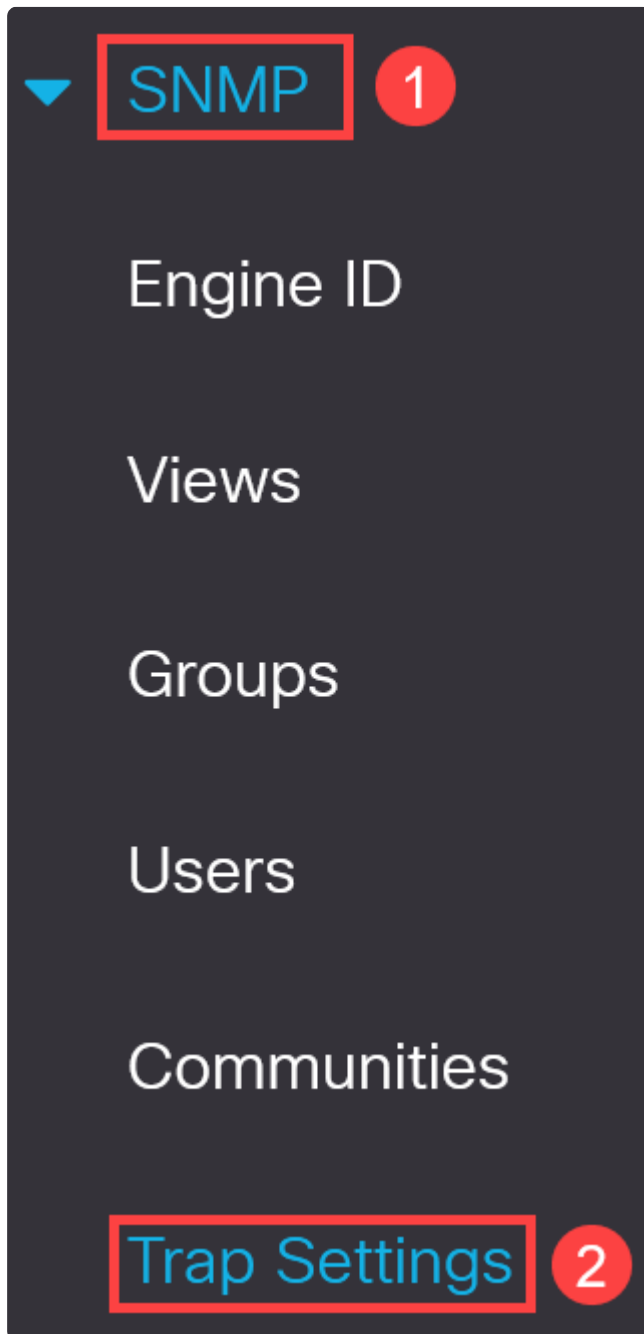 SNMP 1
Engine ID
Views
Groups
Users
Communities
Trap Settings 2